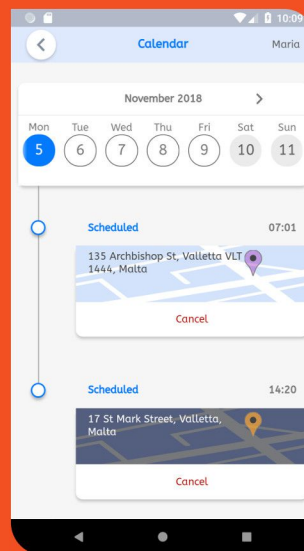 10:09
Calendar
Maria
November 2018
Mon Tue Wed Thu Fri Sat Sun
5 6 7 8 9 10 11
Scheduled 07:01
135 Archbishop St, Valletta VLT
1444, Malta
Cancel
Scheduled 14:20
17 St Mark Street, Valletta,
Malta
Cancel